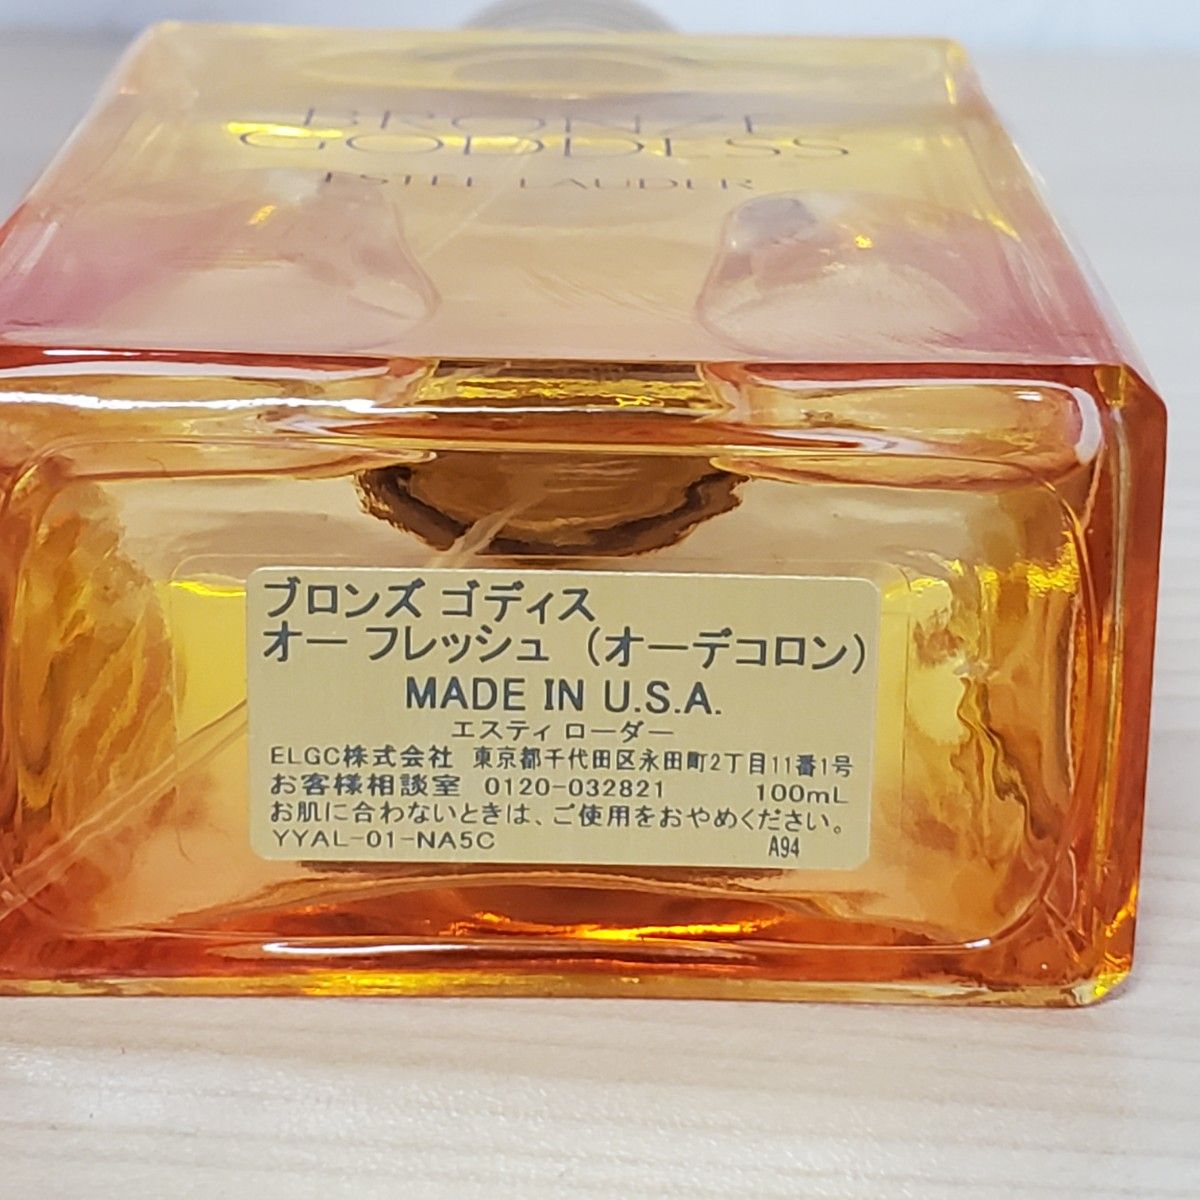 BRONZE
GODDESS
ESTEE LAUDER
ブロンズ ゴディス
オー フレッシュ （オーデコロン）
MADE IN U.S.A.
エスティ ローダー
ELGC株式会社 東京都千代田区永田町2丁目11番1号
お客様相談室 0120-032821 100mL
お肌に合わないときは、ご使用をおやめください。
YYAL-01-NA5C A94